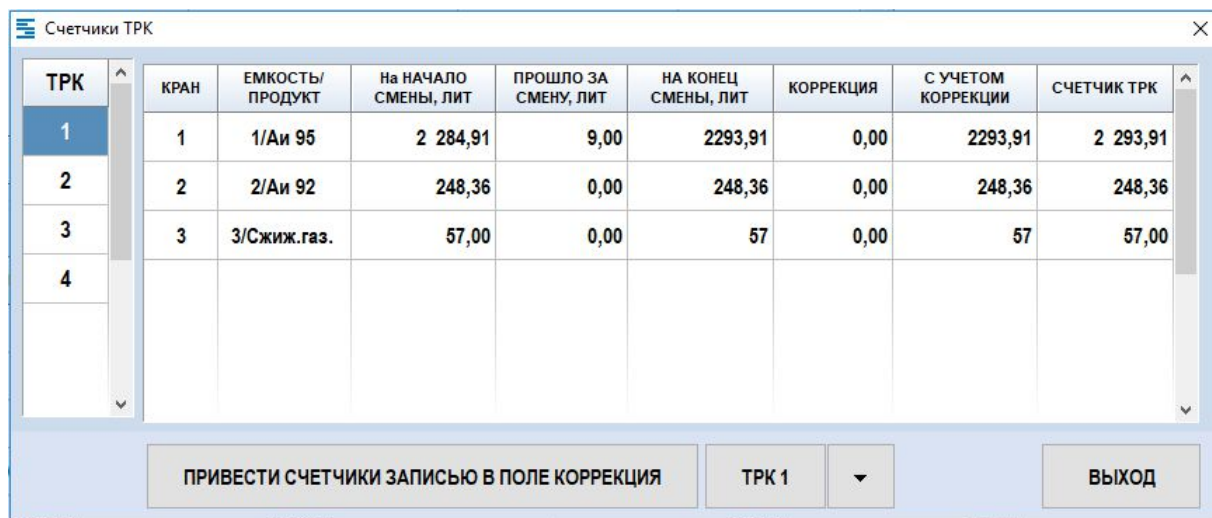 Счетчики ТРК
ТРК
1
2
3
4
КРАН ЕМКОСТЬ/ На НАЧАЛО ПРОШЛО ЗА НА КОНЕЦ КОРРЕКЦИЯ С УЧЕТОМ СЧЕТЧИК ТРК
ПРОДУКТ СМЕНЫ, ЛИТ СМЕНУ, ЛИТ СМЕНЫ, ЛИТ КОРРЕКЦИИ
1 1/Аи 95 2 284,91 9,00 2293,91 0,00 2293,91 2 293,91
2 2/Аи 92 248,36 0,00 248,36 0,00 248,36 248,36
3 3/Сжиж.газ. 57,00 0,00 57 0,00 57 57,00
ПРИВЕСТИ СЧЕТЧИКИ ЗАПИСЬЮ В ПОЛЕ КОРРЕКЦИЯ ТРК 1 ВЫХОД